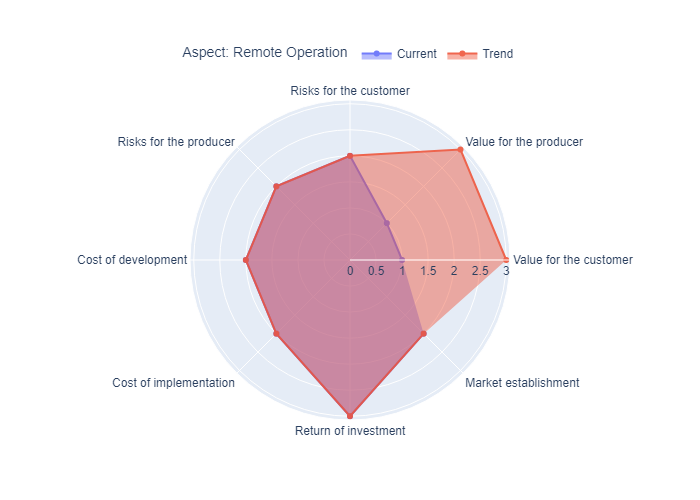 Aspect: Remote Operation Current Trend
Risks for the customer
Risks for the producer Value for the producer
Cost of development Value for the customer
0 0.5 1 1.5 2 2.5 3
Cost of implementation Market establishment
Return of investment